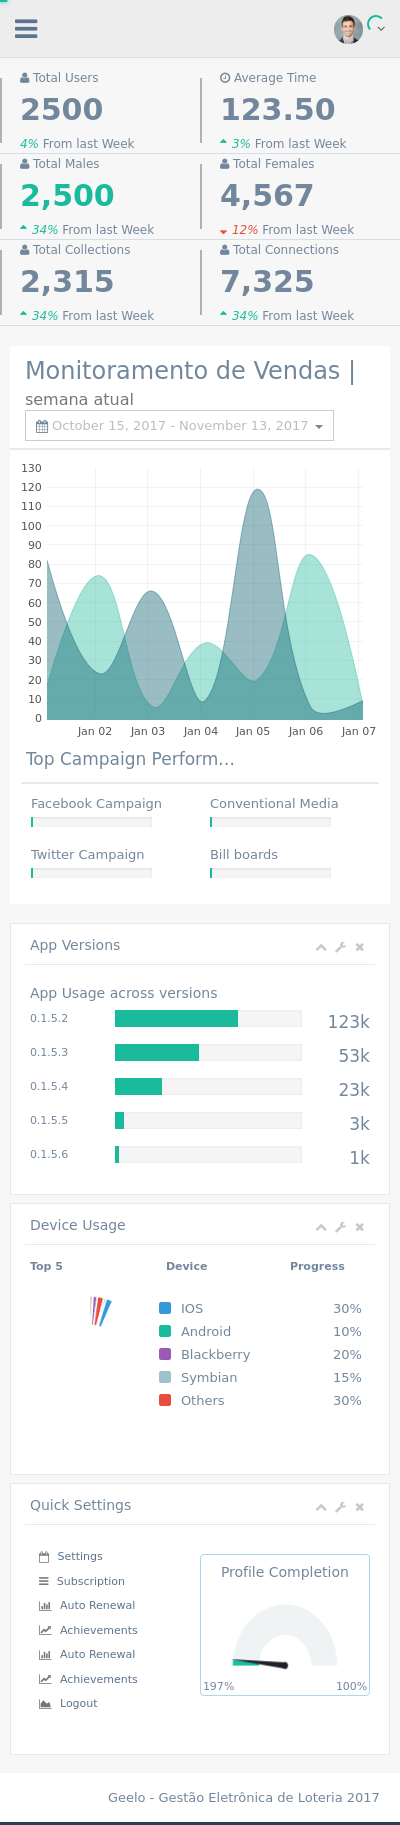 Total Users
2500
4% From last Week
Average Time
123.50
3% From last Week
Total Males
2,500
34% From last Week
Total Females
4,567
12% From last Week
Total Collections
2,315
34% From last Week
Total Connections
7,325
34% From last Week
Monitoramento de Vendas |
semana atual
October 15, 2017 - November 13, 2017
130
120
110
100
90
80
70
60
50
40
30
20
10
0
Jan 02 Jan 03 Jan 04 Jan 05 Jan 06 Jan 07
Top Campaign Perform...
Facebook Campaign
Conventional Media
Twitter Campaign
Bill boards
App Versions
App Usage across versions
0.1.5.2 123k
0.1.5.3 53k
0.1.5.4 23k
0.1.5.5 3k
0.1.5.6 1k
Device Usage
Top 5 Device Progress
IOS 30%
Android 10%
Blackberry 20%
Symbian 15%
Others 30%
Quick Settings
Settings
Subscription
Auto Renewal
Achievements
Auto Renewal
Achievements
Logout
Profile Completion
197% 100%
Geelo - Gestão Eletrônica de Loteria 2017